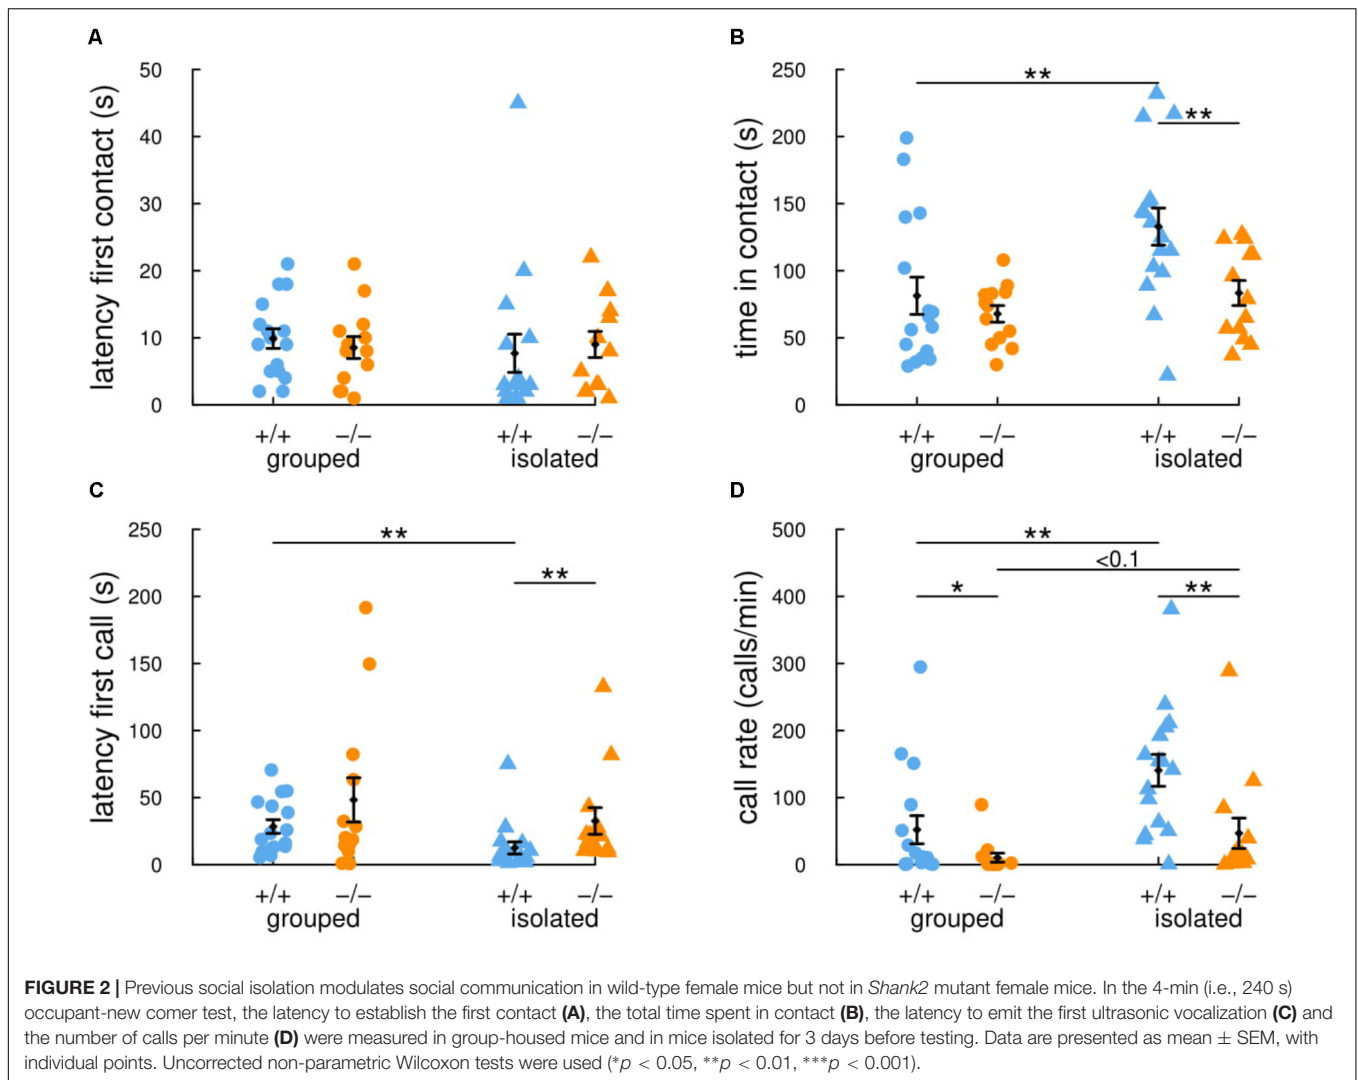 A
latency first contact (s)
50
40
30
20
10
0
+/+ −/− +/+ −/−
grouped isolated
B
time in contact (s)
250
200
150
100
50
0
**
**
+/+ −/− +/+ −/−
grouped isolated
C
latency first call (s)
250
200
150
100
50
0
**
**
+/+ −/− +/+ −/−
grouped isolated
D
call rate (calls/min)
500
400
300
200
100
0
**
<0.1
* **
+/+ −/− +/+ −/−
grouped isolated
FIGURE 2 | Previous social isolation modulates social communication in wild-type female mice but not in Shank2 mutant female mice. In the 4-min (i.e., 240 s)
occupant-new comer test, the latency to establish the first contact (A), the total time spent in contact (B), the latency to emit the first ultrasonic vocalization (C) and
the number of calls per minute (D) were measured in group-housed mice and in mice isolated for 3 days before testing. Data are presented as mean ± SEM, with
individual points. Uncorrected non-parametric Wilcoxon tests were used (*p < 0.05, **p < 0.01, ***p < 0.001).